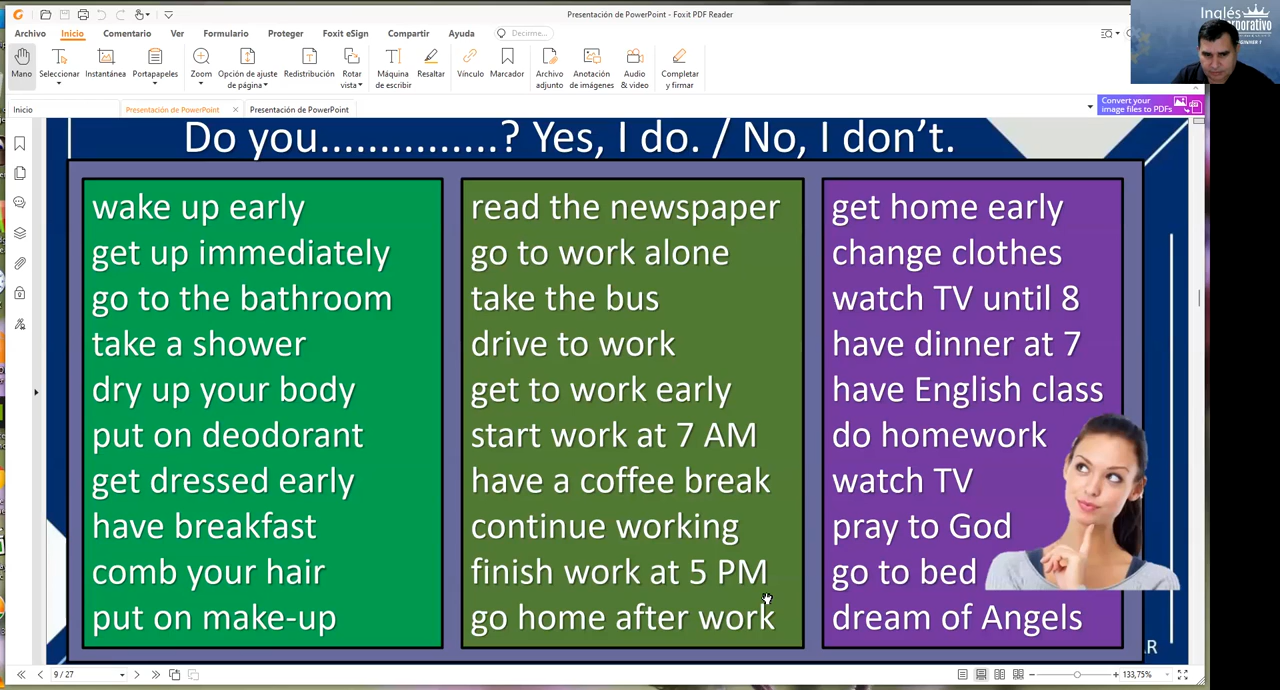 Presentación de PowerPoint - Foxit PDF Reader
Archivo Inicio Comentario Ver Formulario Proteger Foxit eSign Compartir Ayuda Decirme...
Mano Seleccionar Instantánea Portapapeles Zoom Opción de ajuste de página Redistribución Rotar vista Máquina de escribir Resaltar Vínculo Marcador Archivo adjunto Anotación de imágenes Audio & video Completar y firmar
Inicio Presentación de PowerPoint Presentación de PowerPoint
Convert your
image files to PDFs
Inglés
Do you...............? Yes, I do. / No, I don't.
wake up early
get up immediately
go to the bathroom
take a shower
dry up your body
put on deodorant
get dressed early
have breakfast
comb your hair
put on make-up
read the newspaper
go to work alone
take the bus
drive to work
get to work early
start work at 7 AM
have a coffee break
continue working
finish work at 5 PM
go home after work
get home early
change clothes
watch TV until 8
have dinner at 7
have English class
do homework
watch TV
pray to God
go to bed
dream of Angels
9 / 27
133,75%